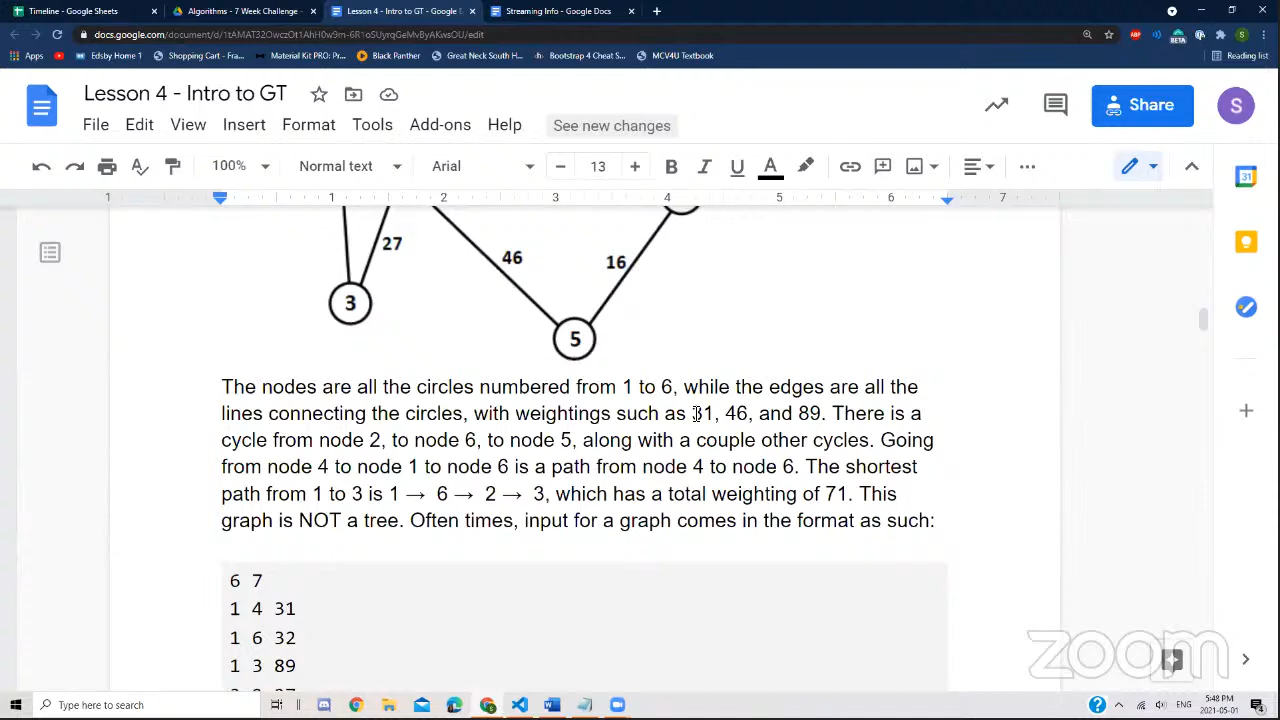 Timeline - Google Sheets
Algorithms - 7 Week Challenge
Lesson 4 - Intro to GT - Google
Streaming Info - Google Docs
Apps
Edsby Home 1
Shopping Cart - Fra...
Material Kit PRO: Pr...
Black Panther
Great Neck South H...
Bootstrap 4 Cheat S...
MCV4U Textbook
Reading list
Lesson 4 - Intro to GT
File Edit View Insert Format Tools Add-ons Help See new changes
Share
S
100% Normal text Arial 13 B I U A
1 1 2 3 4 5 6 7
27
46
16
3
5
The nodes are all the circles numbered from 1 to 6, while the edges are all the
lines connecting the circles, with weightings such as 31, 46, and 89. There is a
cycle from node 2, to node 6, to node 5, along with a couple other cycles. Going
from node 4 to node 1 to node 6 is a path from node 4 to node 6. The shortest
path from 1 to 3 is 1 → 6 → 2 → 3, which has a total weighting of 71. This
graph is NOT a tree. Often times, input for a graph comes in the format as such:
6 7
1 4 31
1 6 32
1 3 89
zoom
Type here to search
ENG
5:48 PM
2021-05-01